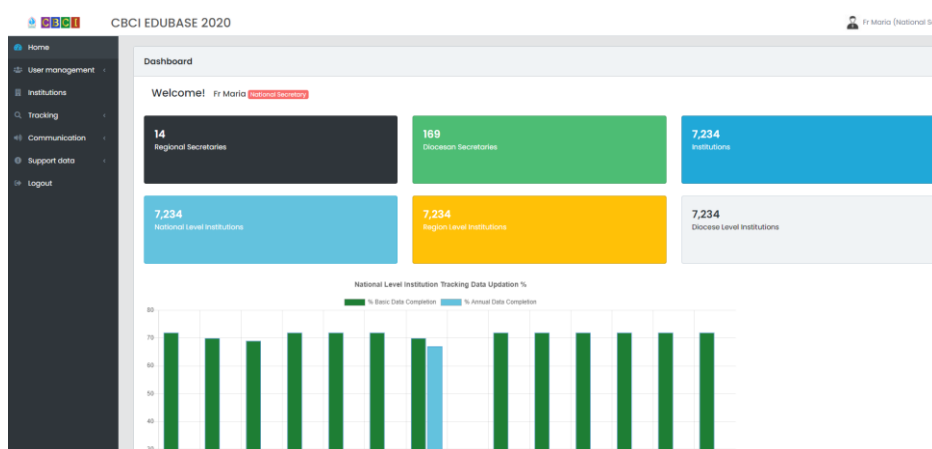 CBCI CBCI EDUBASE 2020 Fr Maria (National S
Home
User management
Institutions
Tracking
Communication
Support data
Logout
Dashboard
Welcome! Fr Maria National Secretary
14
Regional Secretaries
169
Diocesan Secretaries
7,234
Institutions
7,234
National Level Institutions
7,234
Region Level Institutions
7,234
Diocese Level Institutions
National Level Institution Tracking Data Updation %
% Basic Data Completion % Annual Data Completion
80
70
60
50
40
30